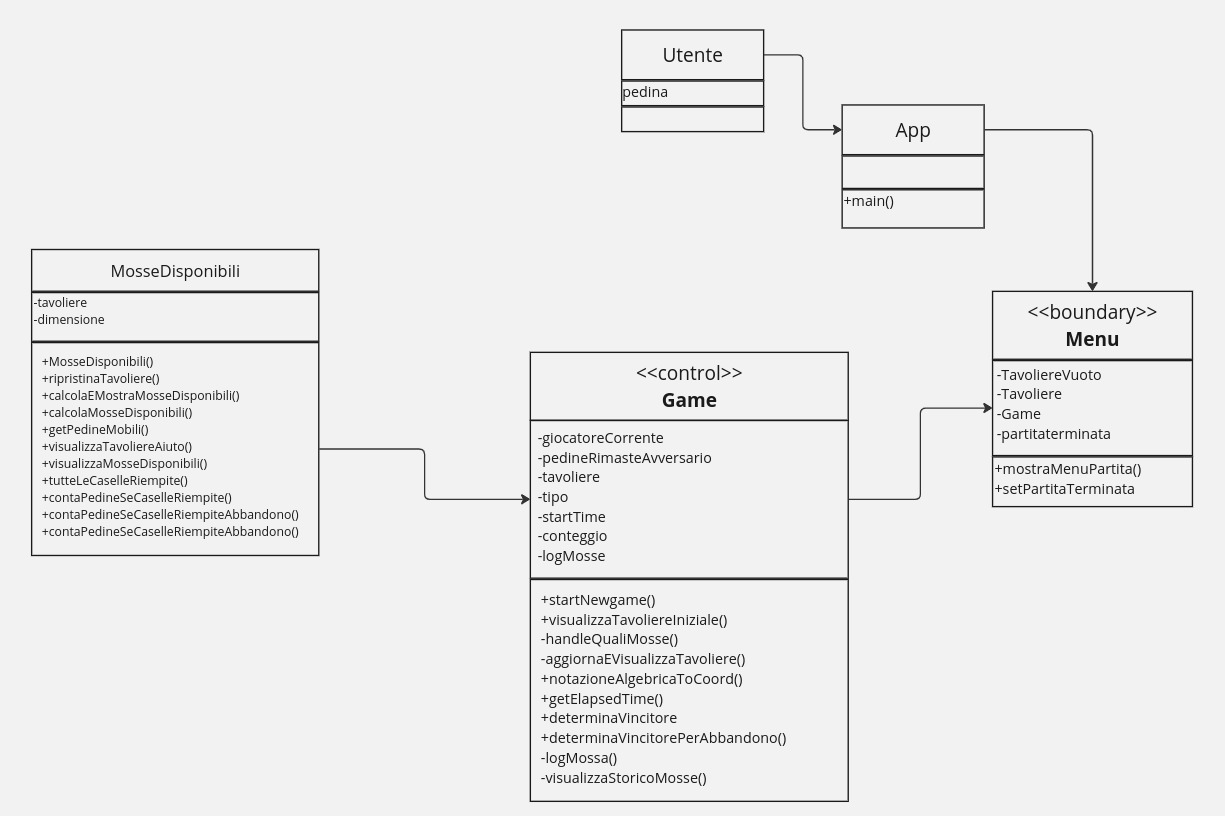 Utente
pedina
App
+main()
MosseDisponibili
-tavoliere
-dimensione
+MosseDisponibili()
+ripristinaTavoliere()
+calcolaEMostraMosseDisponibili()
+calcolaMosseDisponibili()
+getPedineMobili()
+visualizzaTavoliereAiuto()
+visualizzaMosseDisponibili()
+tutteLeCaselleRiempite()
+contaPedineSeCaselleRiempite()
+contaPedineSeCaselleRiempiteAbbandono()
+contaPedineSeCaselleRiempiteAbbandono()
<<control>>
Game
-giocatoreCorrente
-pedineRimasteAvversario
-tavoliere
-tipo
-startTime
-conteggio
-logMosse
+startNewgame()
+visualizzaTavoliereIniziale()
-handleQualiMosse()
-aggiornaEVisualizzaTavoliere()
+notazioneAlgebricaToCoord()
+getElapsedTime()
+determinaVincitore
+determinaVincitorePerAbbandono()
-logMossa()
-visualizzaStoricoMosse()
<<boundary>>
Menu
-TavoliereVuoto
-Tavoliere
-Game
-partitaterminata
+mostraMenuPartita()
+setPartitaTerminata